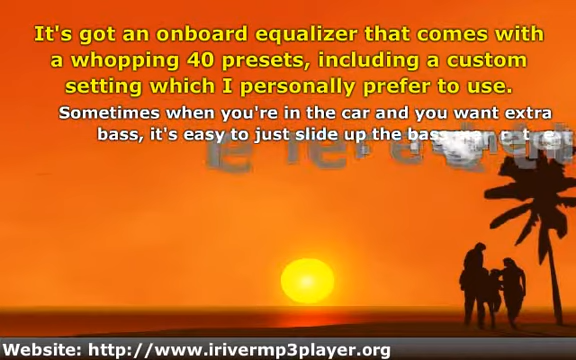 It's got an onboard equalizer that comes with
a whopping 40 presets, including a custom
setting which I personally prefer to use.
Sometimes when you're in the car and you want extra
bass, it's easy to just slide up the bass
Website: http://www.irivermp3player.org